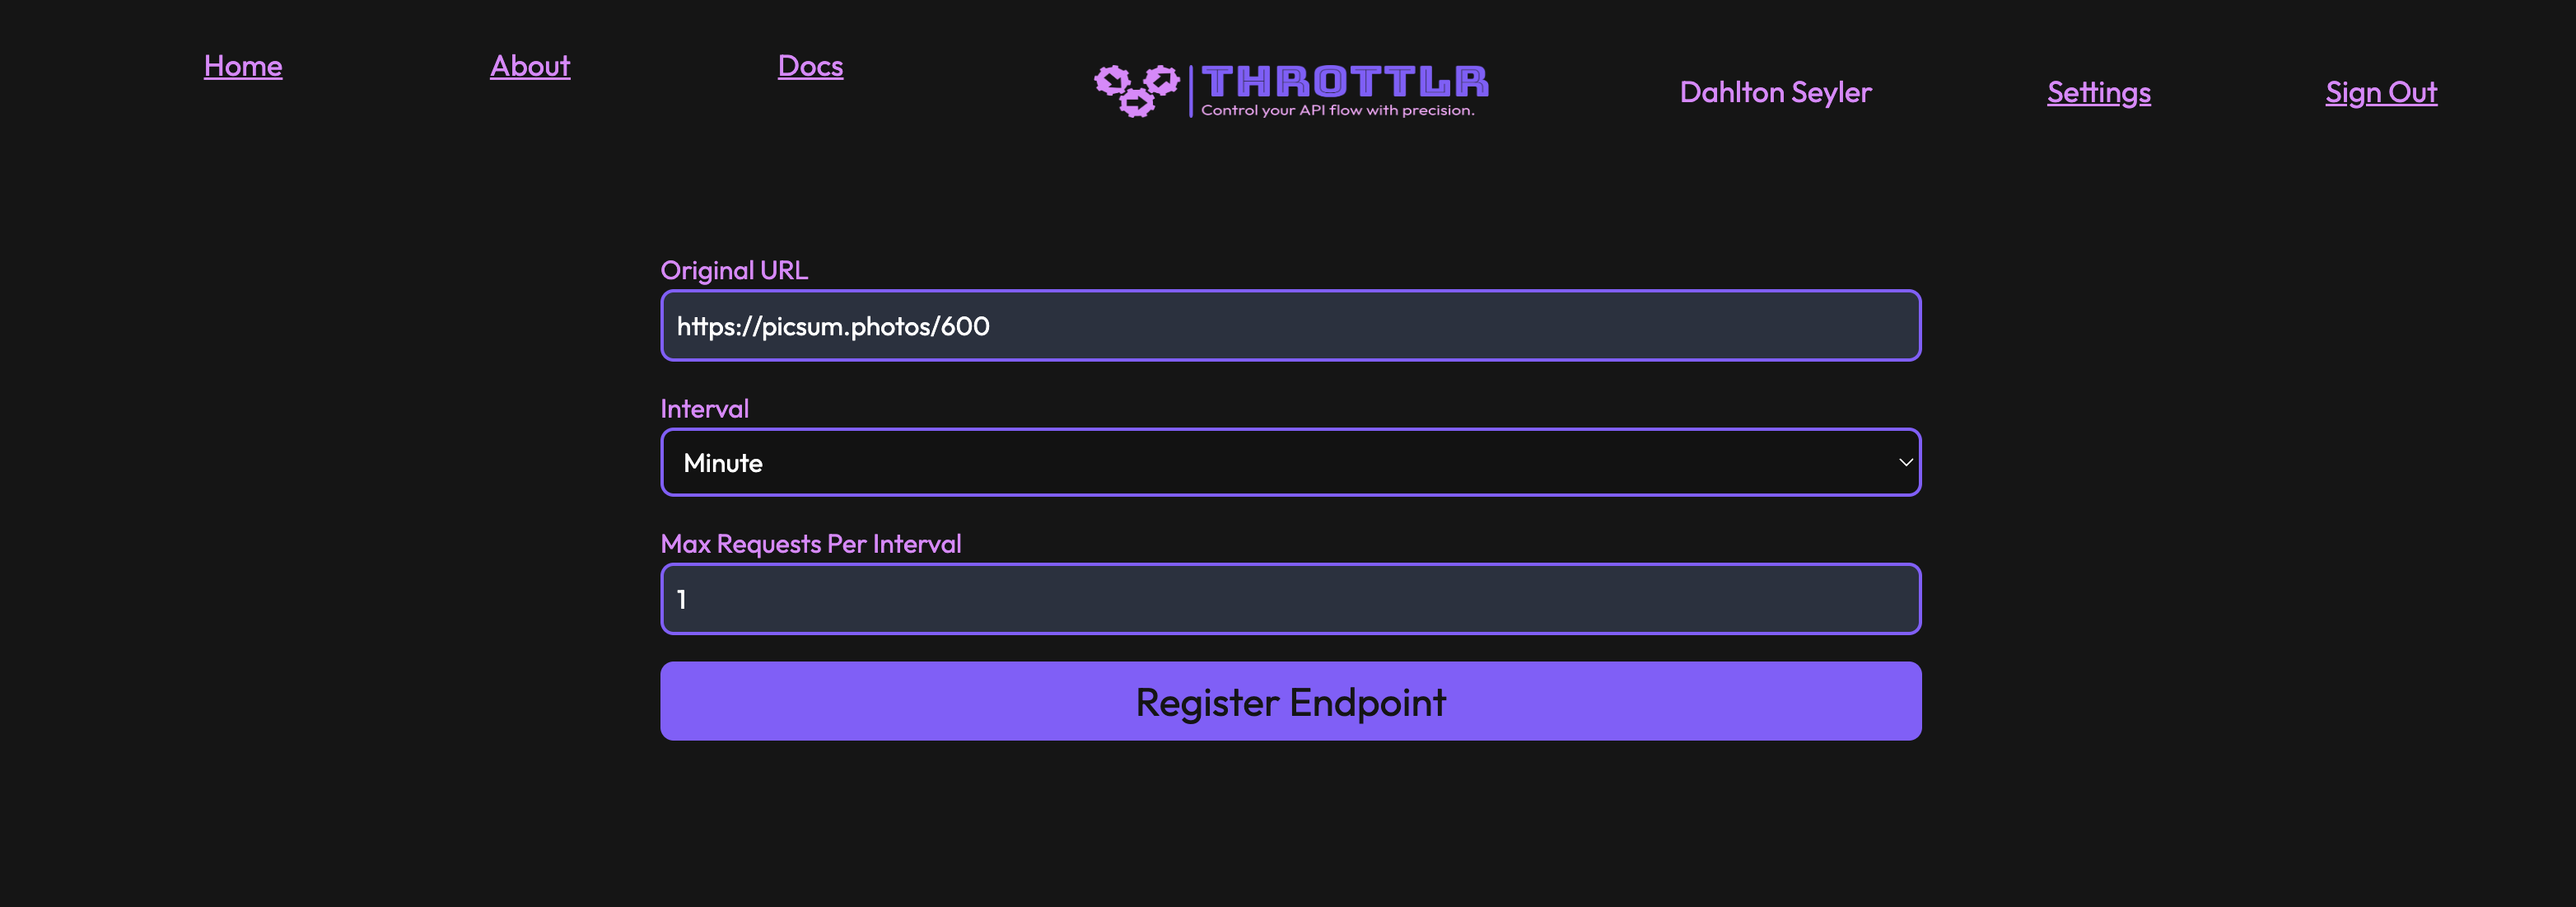 Home
About
Docs
THROTTLR
Control your API flow with precision.
Dahlton Seyler
Settings
Sign Out
Original URL
https://picsum.photos/600
Interval
Minute
Max Requests Per Interval
1
Register Endpoint